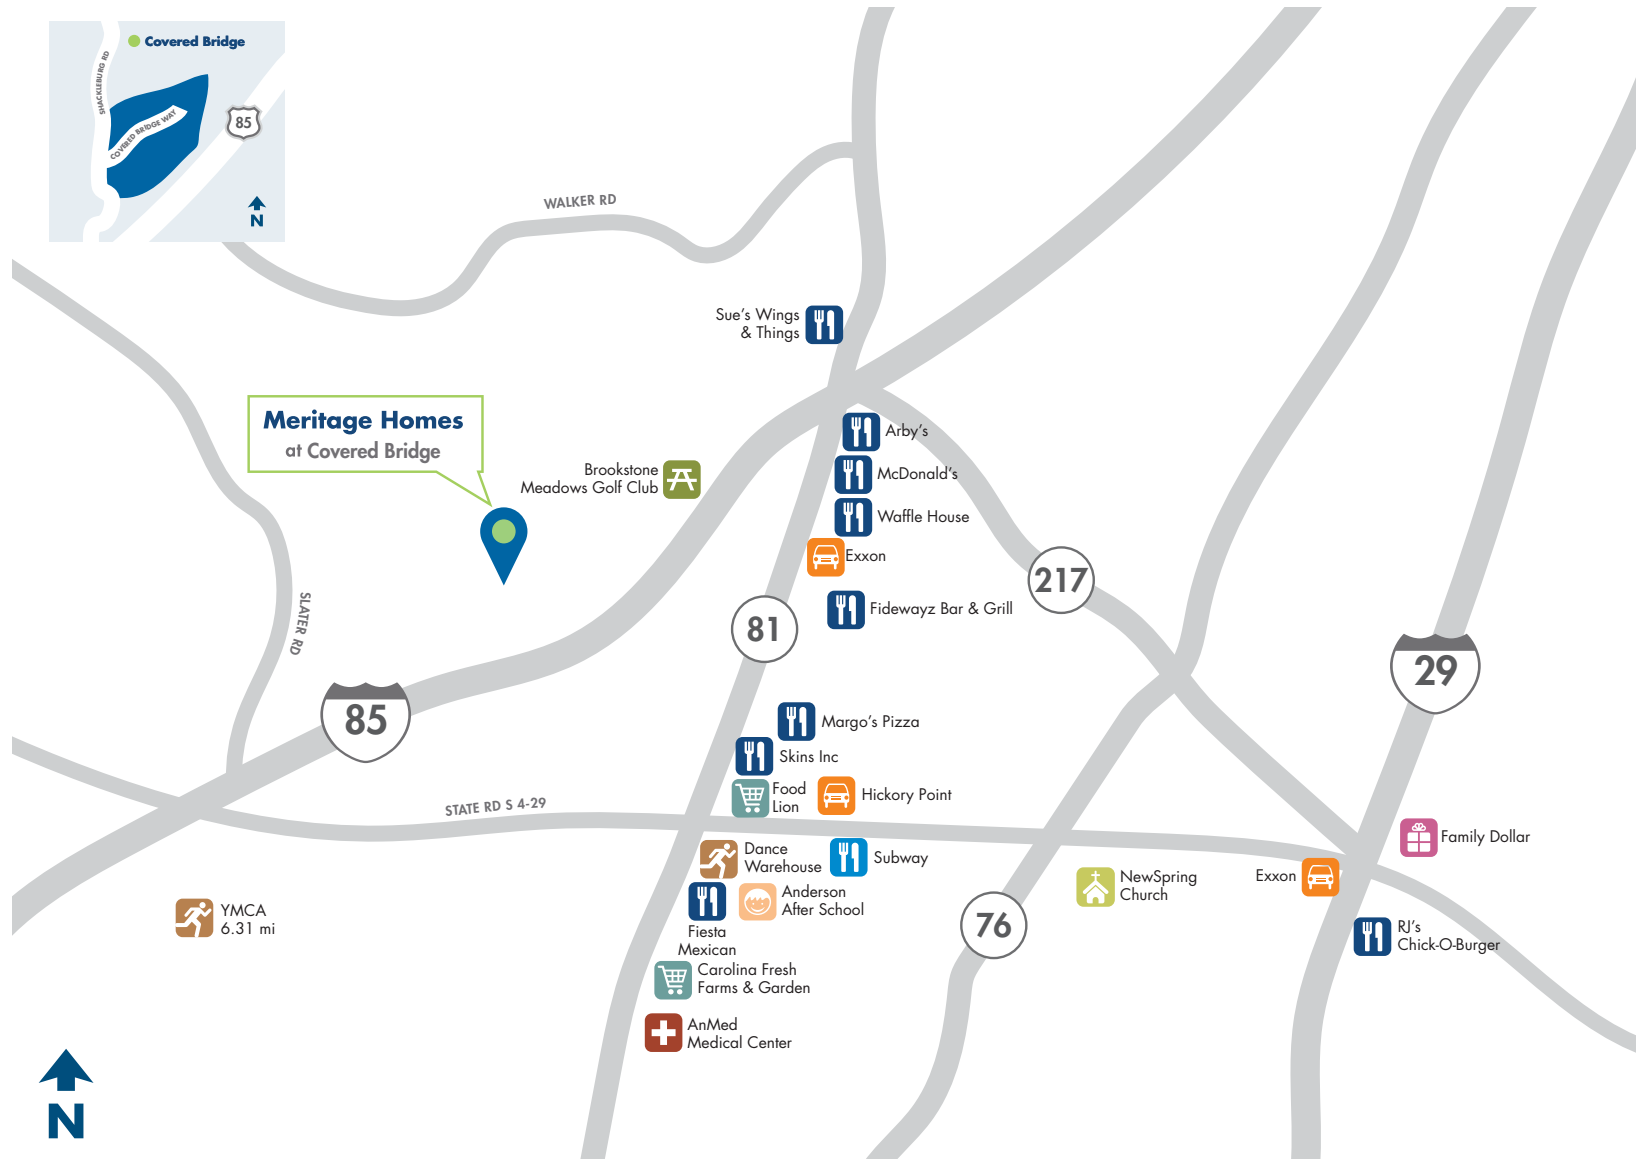 Covered Bridge
SHACKLEBURG RD
COVERED BRIDGE WAY
85
N
WALKER RD
Sue's Wings
& Things
Meritage Homes
at Covered Bridge
Brookstone
Meadows Golf Club
Arby's
McDonald's
Waffle House
Exxon
217
SLATER RD
Fidewayz Bar & Grill
81
29
85
Margo's Pizza
Skins Inc
Food
Lion
Hickory Point
STATE RD S 4-29
Family Dollar
Dance
Warehouse
Subway
NewSpring
Church
Exxon
Anderson
After School
YMCA
6.31 mi
76
Fiesta
Mexican
RJ's
Chick-O-Burger
Carolina Fresh
Farms & Garden
AnMed
Medical Center
N